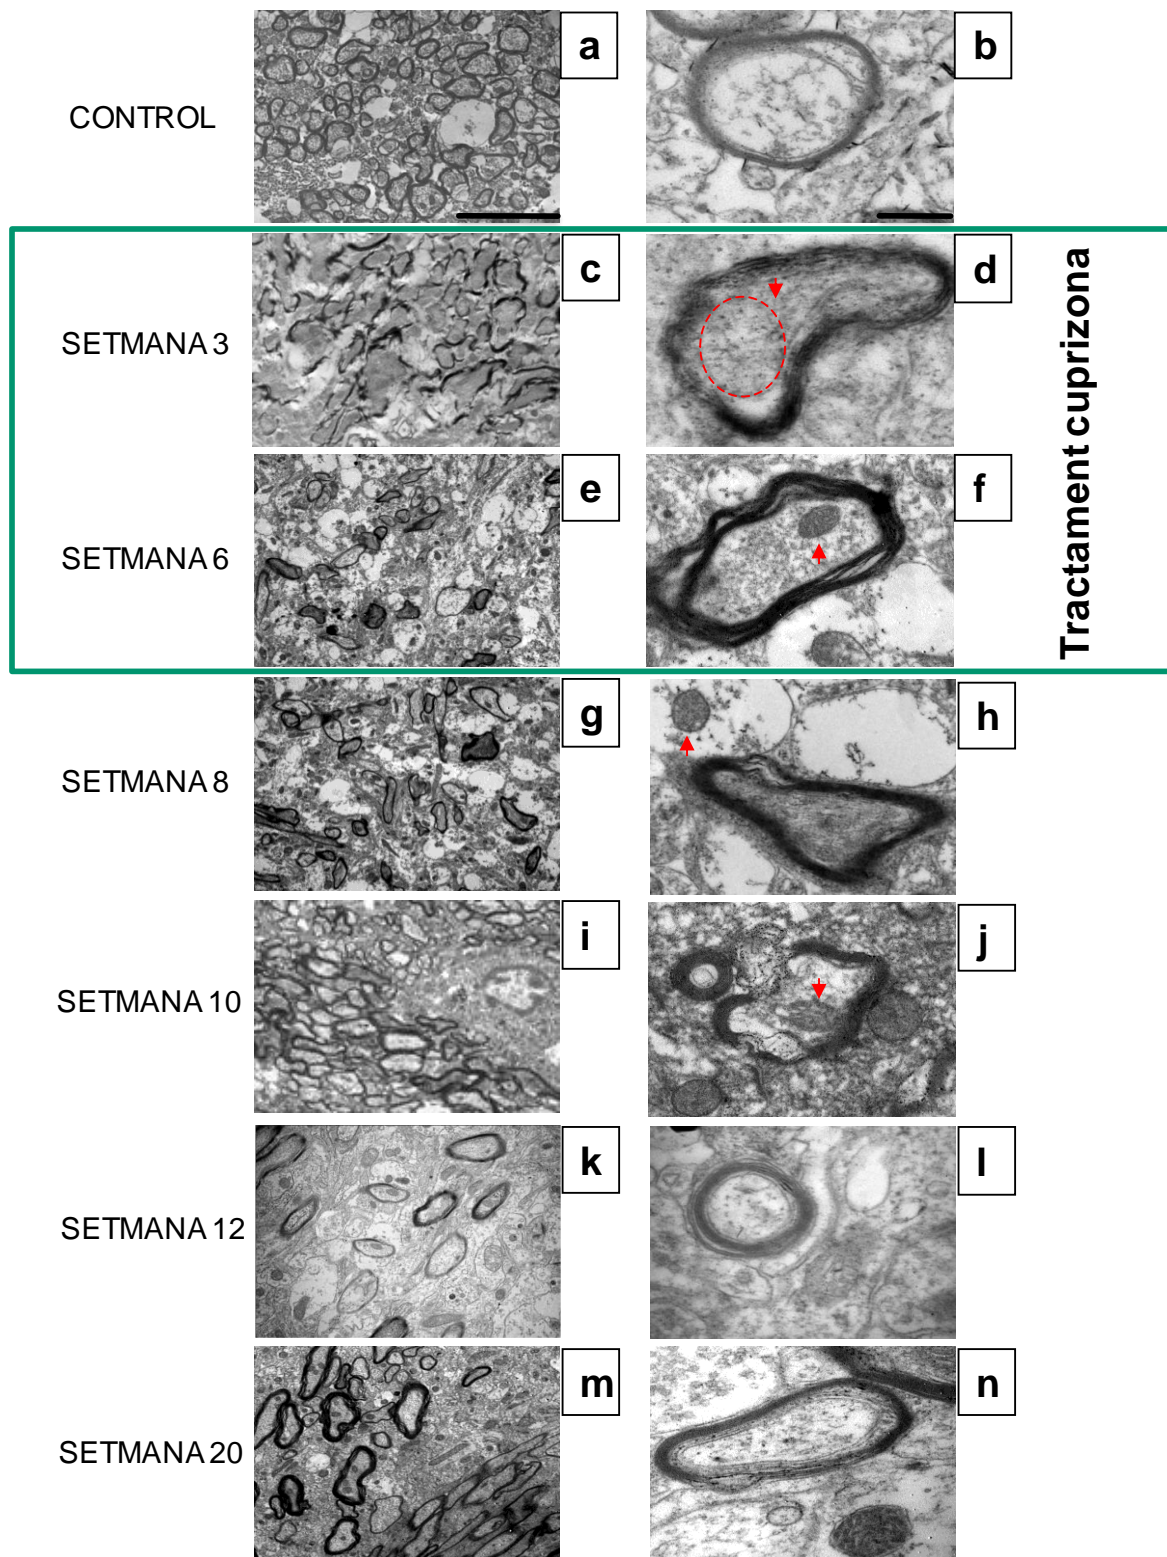 a
b
CONTROL
c
d
SETMANA 3
e
f
SETMANA 6
Tractament cuprizona
g
h
SETMANA 8
i
j
SETMANA 10
k
l
SETMANA 12
m
n
SETMANA 20